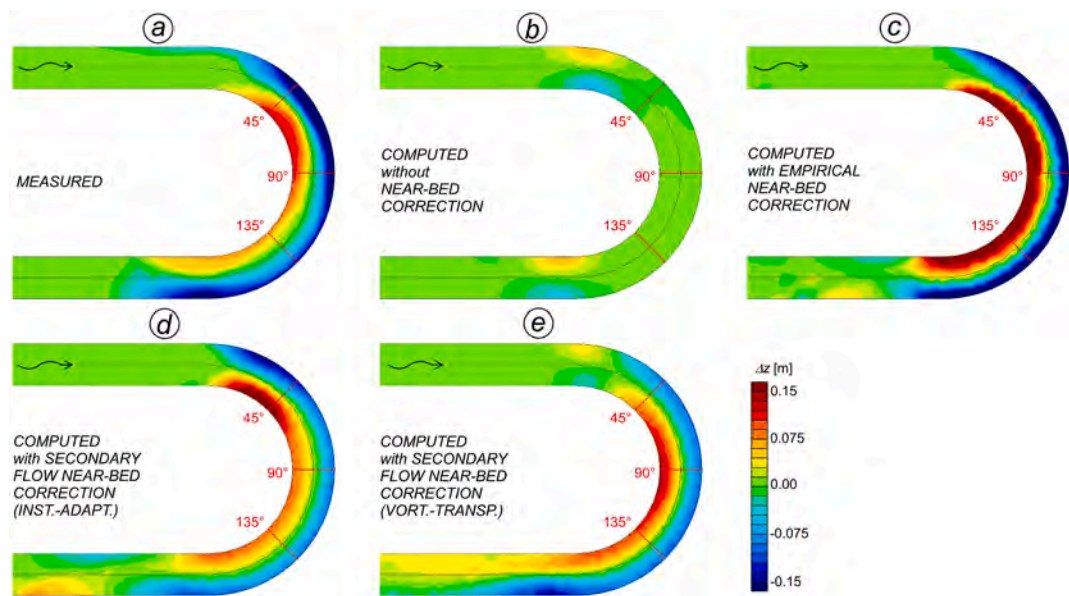 a
b
c
45°
90°
135°
MEASURED
45°
90°
135°
COMPUTED
without
NEAR-BED
CORRECTION
45°
90°
135°
COMPUTED
with EMPIRICAL
NEAR-BED
CORRECTION
d
e
45°
90°
135°
COMPUTED
with SECONDARY
FLOW NEAR-BED
CORRECTION
(INST.-ADAPT.)
45°
90°
135°
COMPUTED
with SECONDARY
FLOW NEAR-BED
CORRECTION
(VORT.-TRANSP.)
Δz [m]
0.15
0.075
0.00
-0.075
-0.15